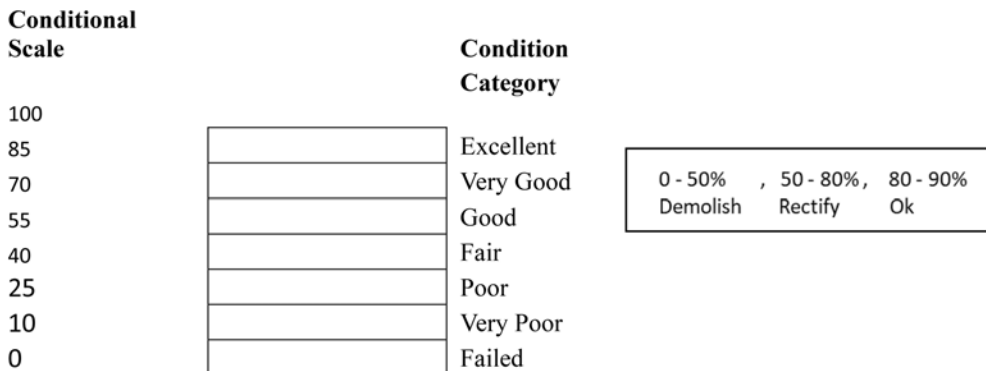 Conditional
Scale
Condition
Category
100
85 Excellent
70 Very Good
55 Good
40 Fair
25 Poor
10 Very Poor
0 Failed
0 - 50% , 50 - 80%, 80 - 90%
Demolish Rectify Ok